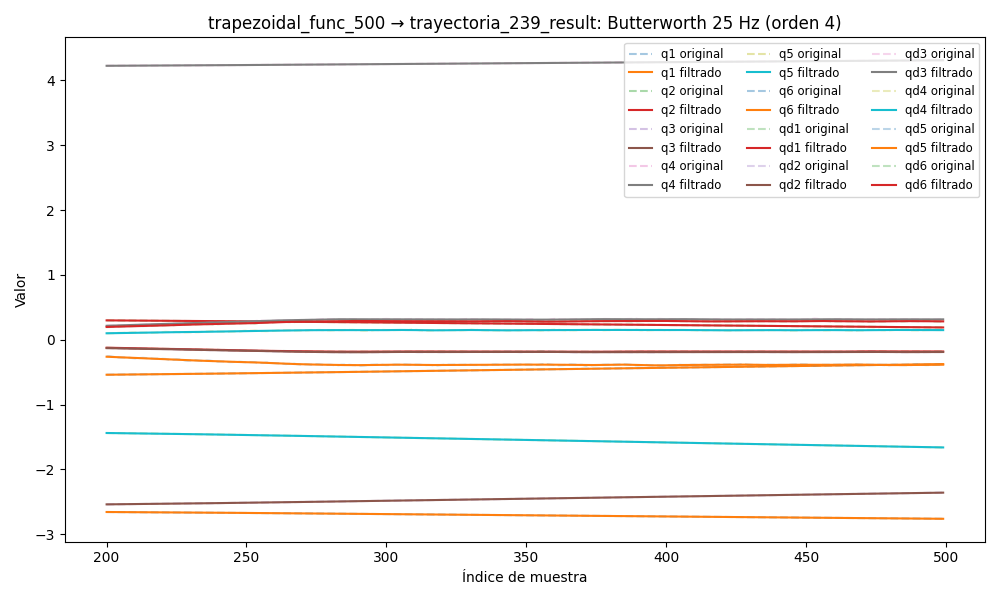 trapezoidal_func_500 → trayectoria_239_result: Butterworth 25 Hz (orden 4)
q1 original
q1 filtrado
q2 original
q2 filtrado
q3 original
q3 filtrado
q4 original
q4 filtrado
q5 original
q5 filtrado
q6 original
q6 filtrado
qd1 original
qd1 filtrado
qd2 original
qd2 filtrado
qd3 original
qd3 filtrado
qd4 original
qd4 filtrado
qd5 original
qd5 filtrado
qd6 original
qd6 filtrado
Valor
4
3
2
1
0
−1
−2
−3
200 250 300 350 400 450 500
Índice de muestra